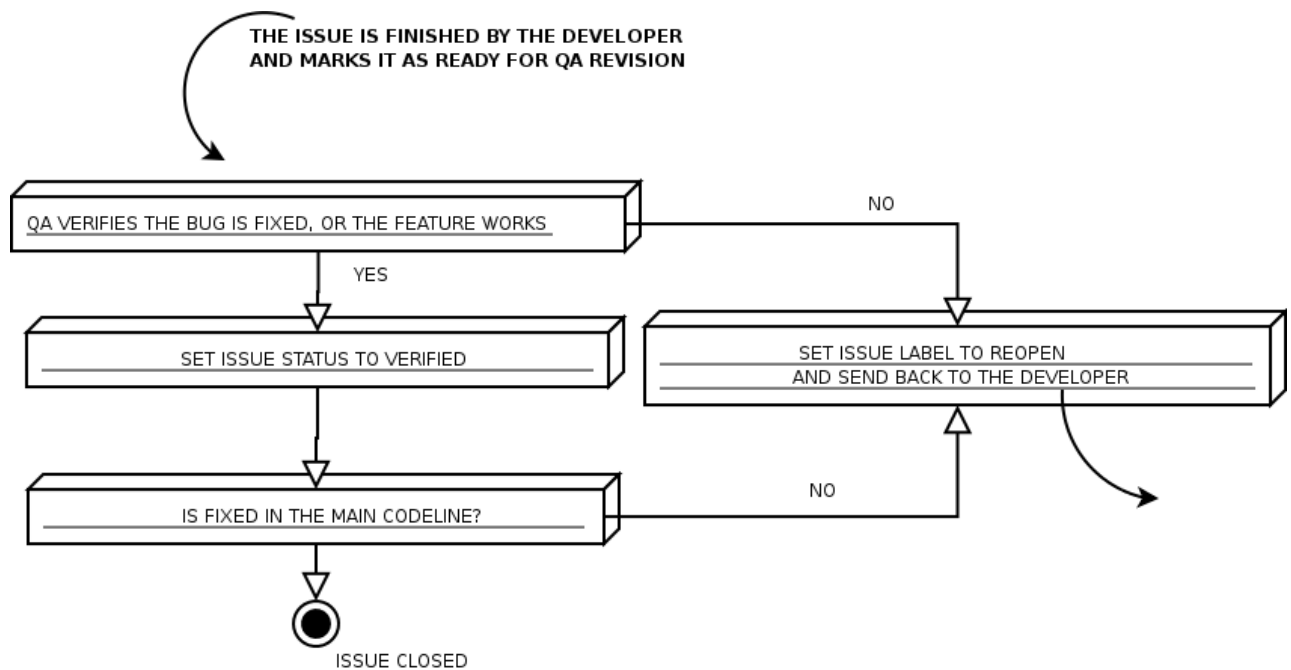 THE ISSUE IS FINISHED BY THE DEVELOPER
AND MARKS IT AS READY FOR QA REVISION
QA VERIFIES THE BUG IS FIXED, OR THE FEATURE WORKS
NO
YES
SET ISSUE STATUS TO VERIFIED
SET ISSUE LABEL TO REOPEN
AND SEND BACK TO THE DEVELOPER
NO
IS FIXED IN THE MAIN CODELINE?
ISSUE CLOSED